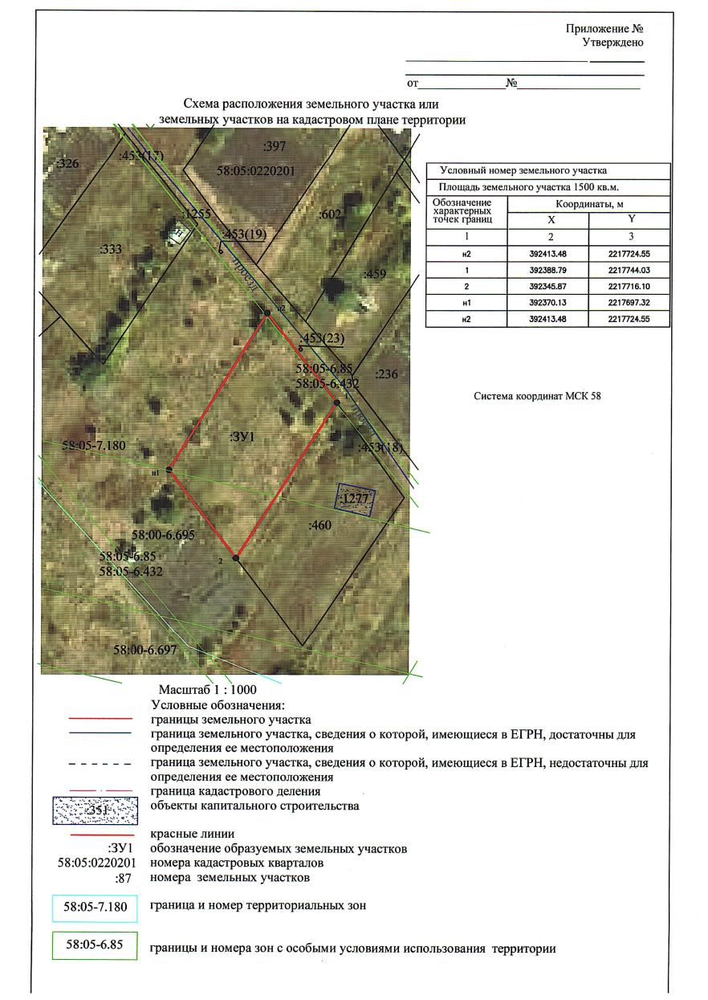 Приложение №
Утверждено
от №
Схема расположения земельного участка или
земельных участков на кадастровом плане территории
:453(17)
:397
:326
58:05:0220201
:1255
:602
н
:453(19)
:333
проезд
:459
н2
:453(23)
58:05-6.85
:236
58:05-6.432
1
:ЗУ1
58:05-7.180
:453(18)
н1
:1277
:460
58:00-6.695
58:05-6.85
2
58:05-6.432
58:00-6.697
Условный номер земельного участка
Площадь земельного участка 1500 кв.м.
Обозначение характерных точек границ
Координаты, м
X Y
1 2 3
н2 392413.48 2217724.55
1 392388.79 2217744.03
2 392345.87 2217716.10
н1 392370.13 2217697.32
н2 392413.48 2217724.55
Система координат МСК 58
Масштаб 1 : 1000
Условные обозначения:
границы земельного участка
граница земельного участка, сведения о которой, имеющиеся в ЕГРН, достаточны для
определения ее местоположения
граница земельного участка, сведения о которой, имеющиеся в ЕГРН, недостаточны для
определения ее местоположения
граница кадастрового деления
:351 объекты капитального строительства
красные линии
:ЗУ1 обозначение образуемых земельных участков
58:05:0220201 номера кадастровых кварталов
:87 номера земельных участков
58:05-7.180 граница и номер территориальных зон
58:05-6.85 границы и номера зон с особыми условиями использования территории